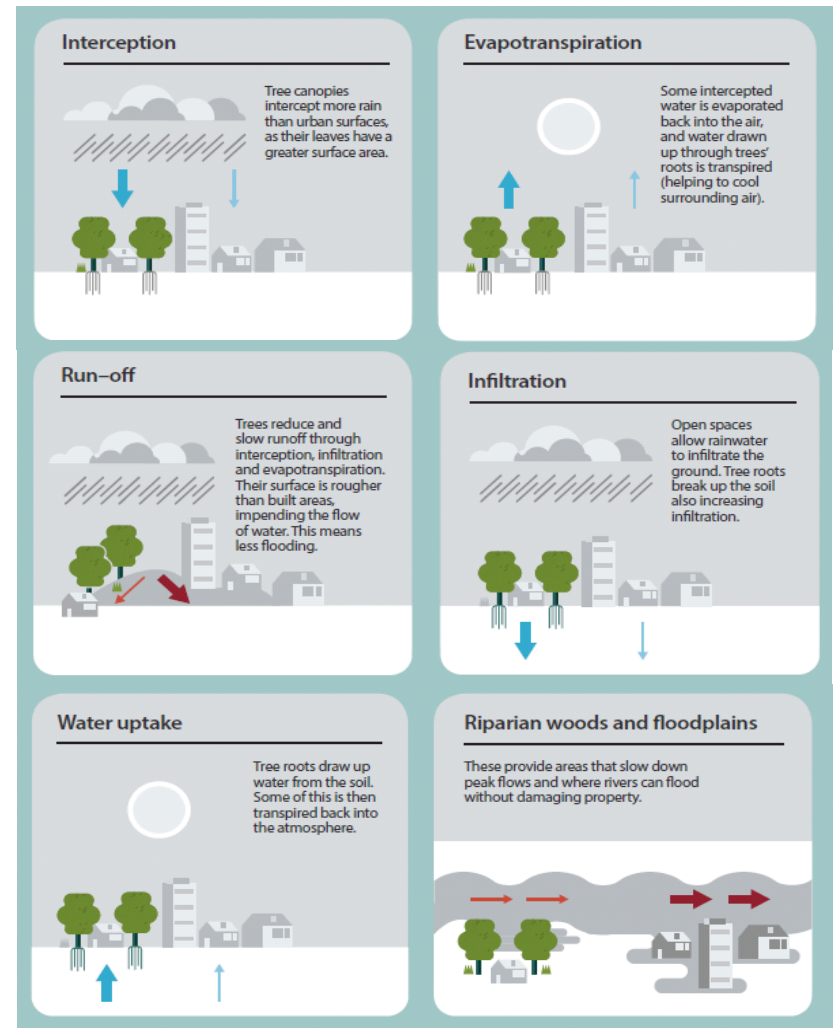 Interception
Tree canopies
intercept more rain
than urban surfaces,
as their leaves have a
greater surface area.
Evapotranspiration
Some intercepted
water is evaporated
back into the air,
and water drawn
up through trees'
roots is transpired
(helping to cool
surrounding air).
Run–off
Trees reduce and
slow runoff through
interception, infiltration
and evapotranspiration.
Their surface is rougher
than built areas,
impending the flow
of water. This means
less flooding.
Infiltration
Open spaces
allow rainwater
to infiltrate the
ground. Tree roots
break up the soil
also increasing
infiltration.
Water uptake
Tree roots draw up
water from the soil.
Some of this is then
transpired back into
the atmosphere.
Riparian woods and floodplains
These provide areas that slow down
peak flows and where rivers can flood
without damaging property.